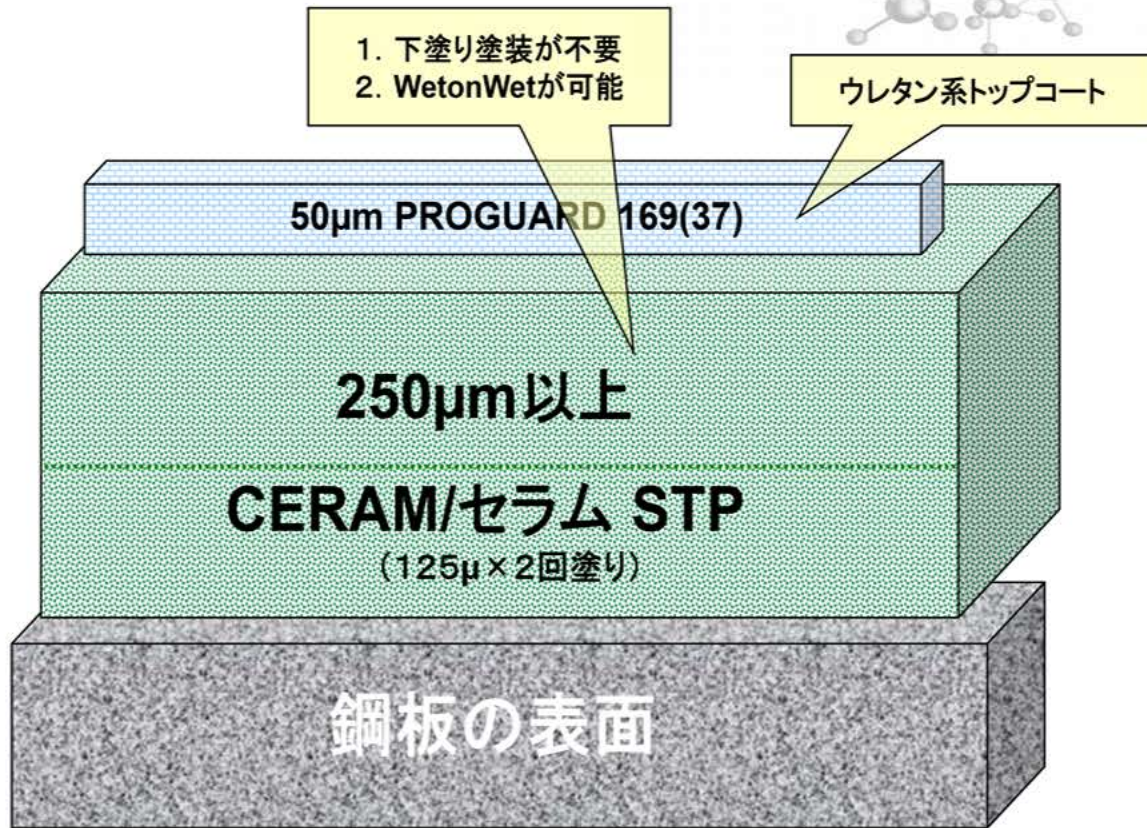 1. 下塗り塗装が不要
2. WetonWetが可能
ウレタン系トップコート
50μm PROGUARD 169(37)
250μm以上
CERAM/セラム STP
（125μ×2回塗り）
鋼板の表面